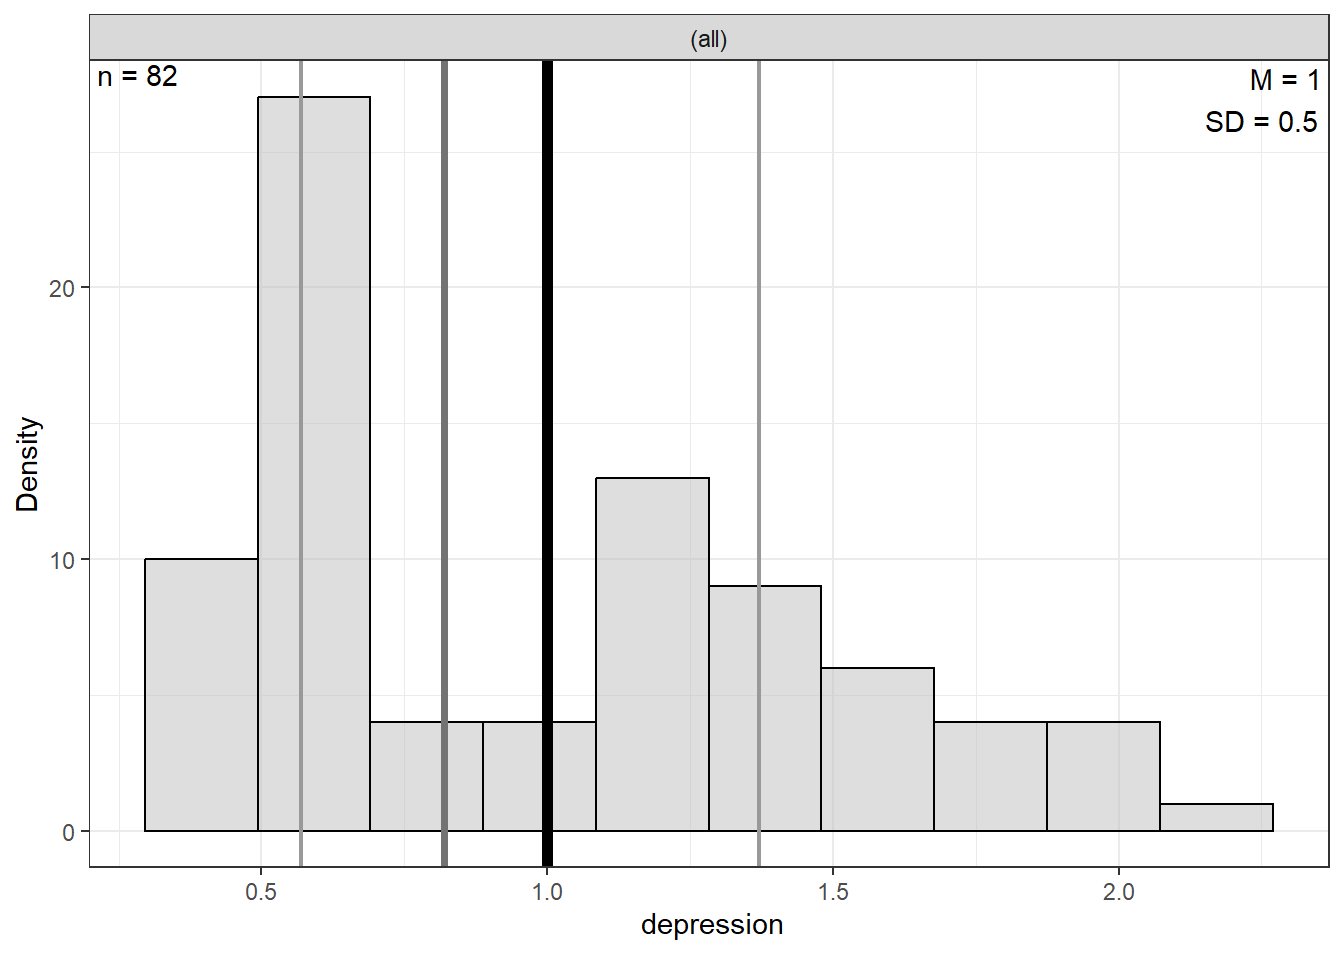 (all)
n = 82
M = 1
SD = 0.5
Density
20
10
0
0.5
1.0
1.5
2.0
depression